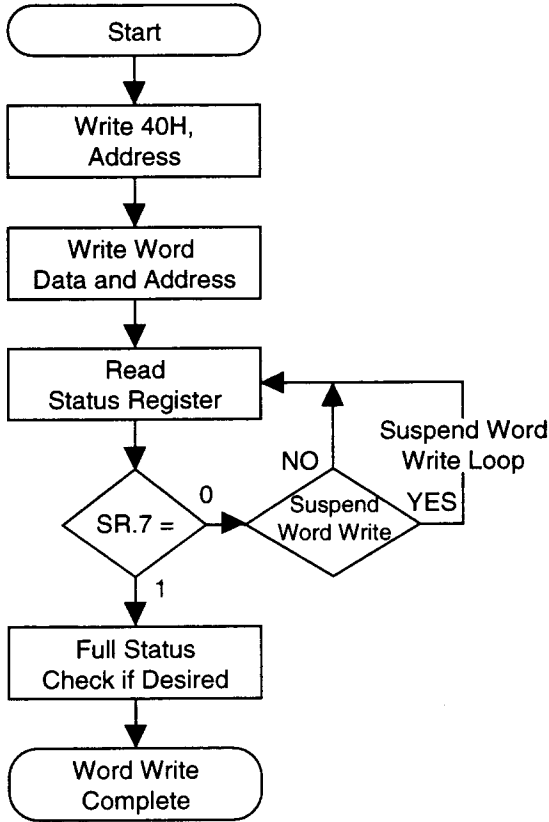 Start
Write 40H,
Address
Write Word
Data and Address
Read
Status Register
Suspend Word
Write Loop
NO
YES
0
SR.7 =
Suspend
Word Write
1
Full Status
Check if Desired
Word Write
Complete